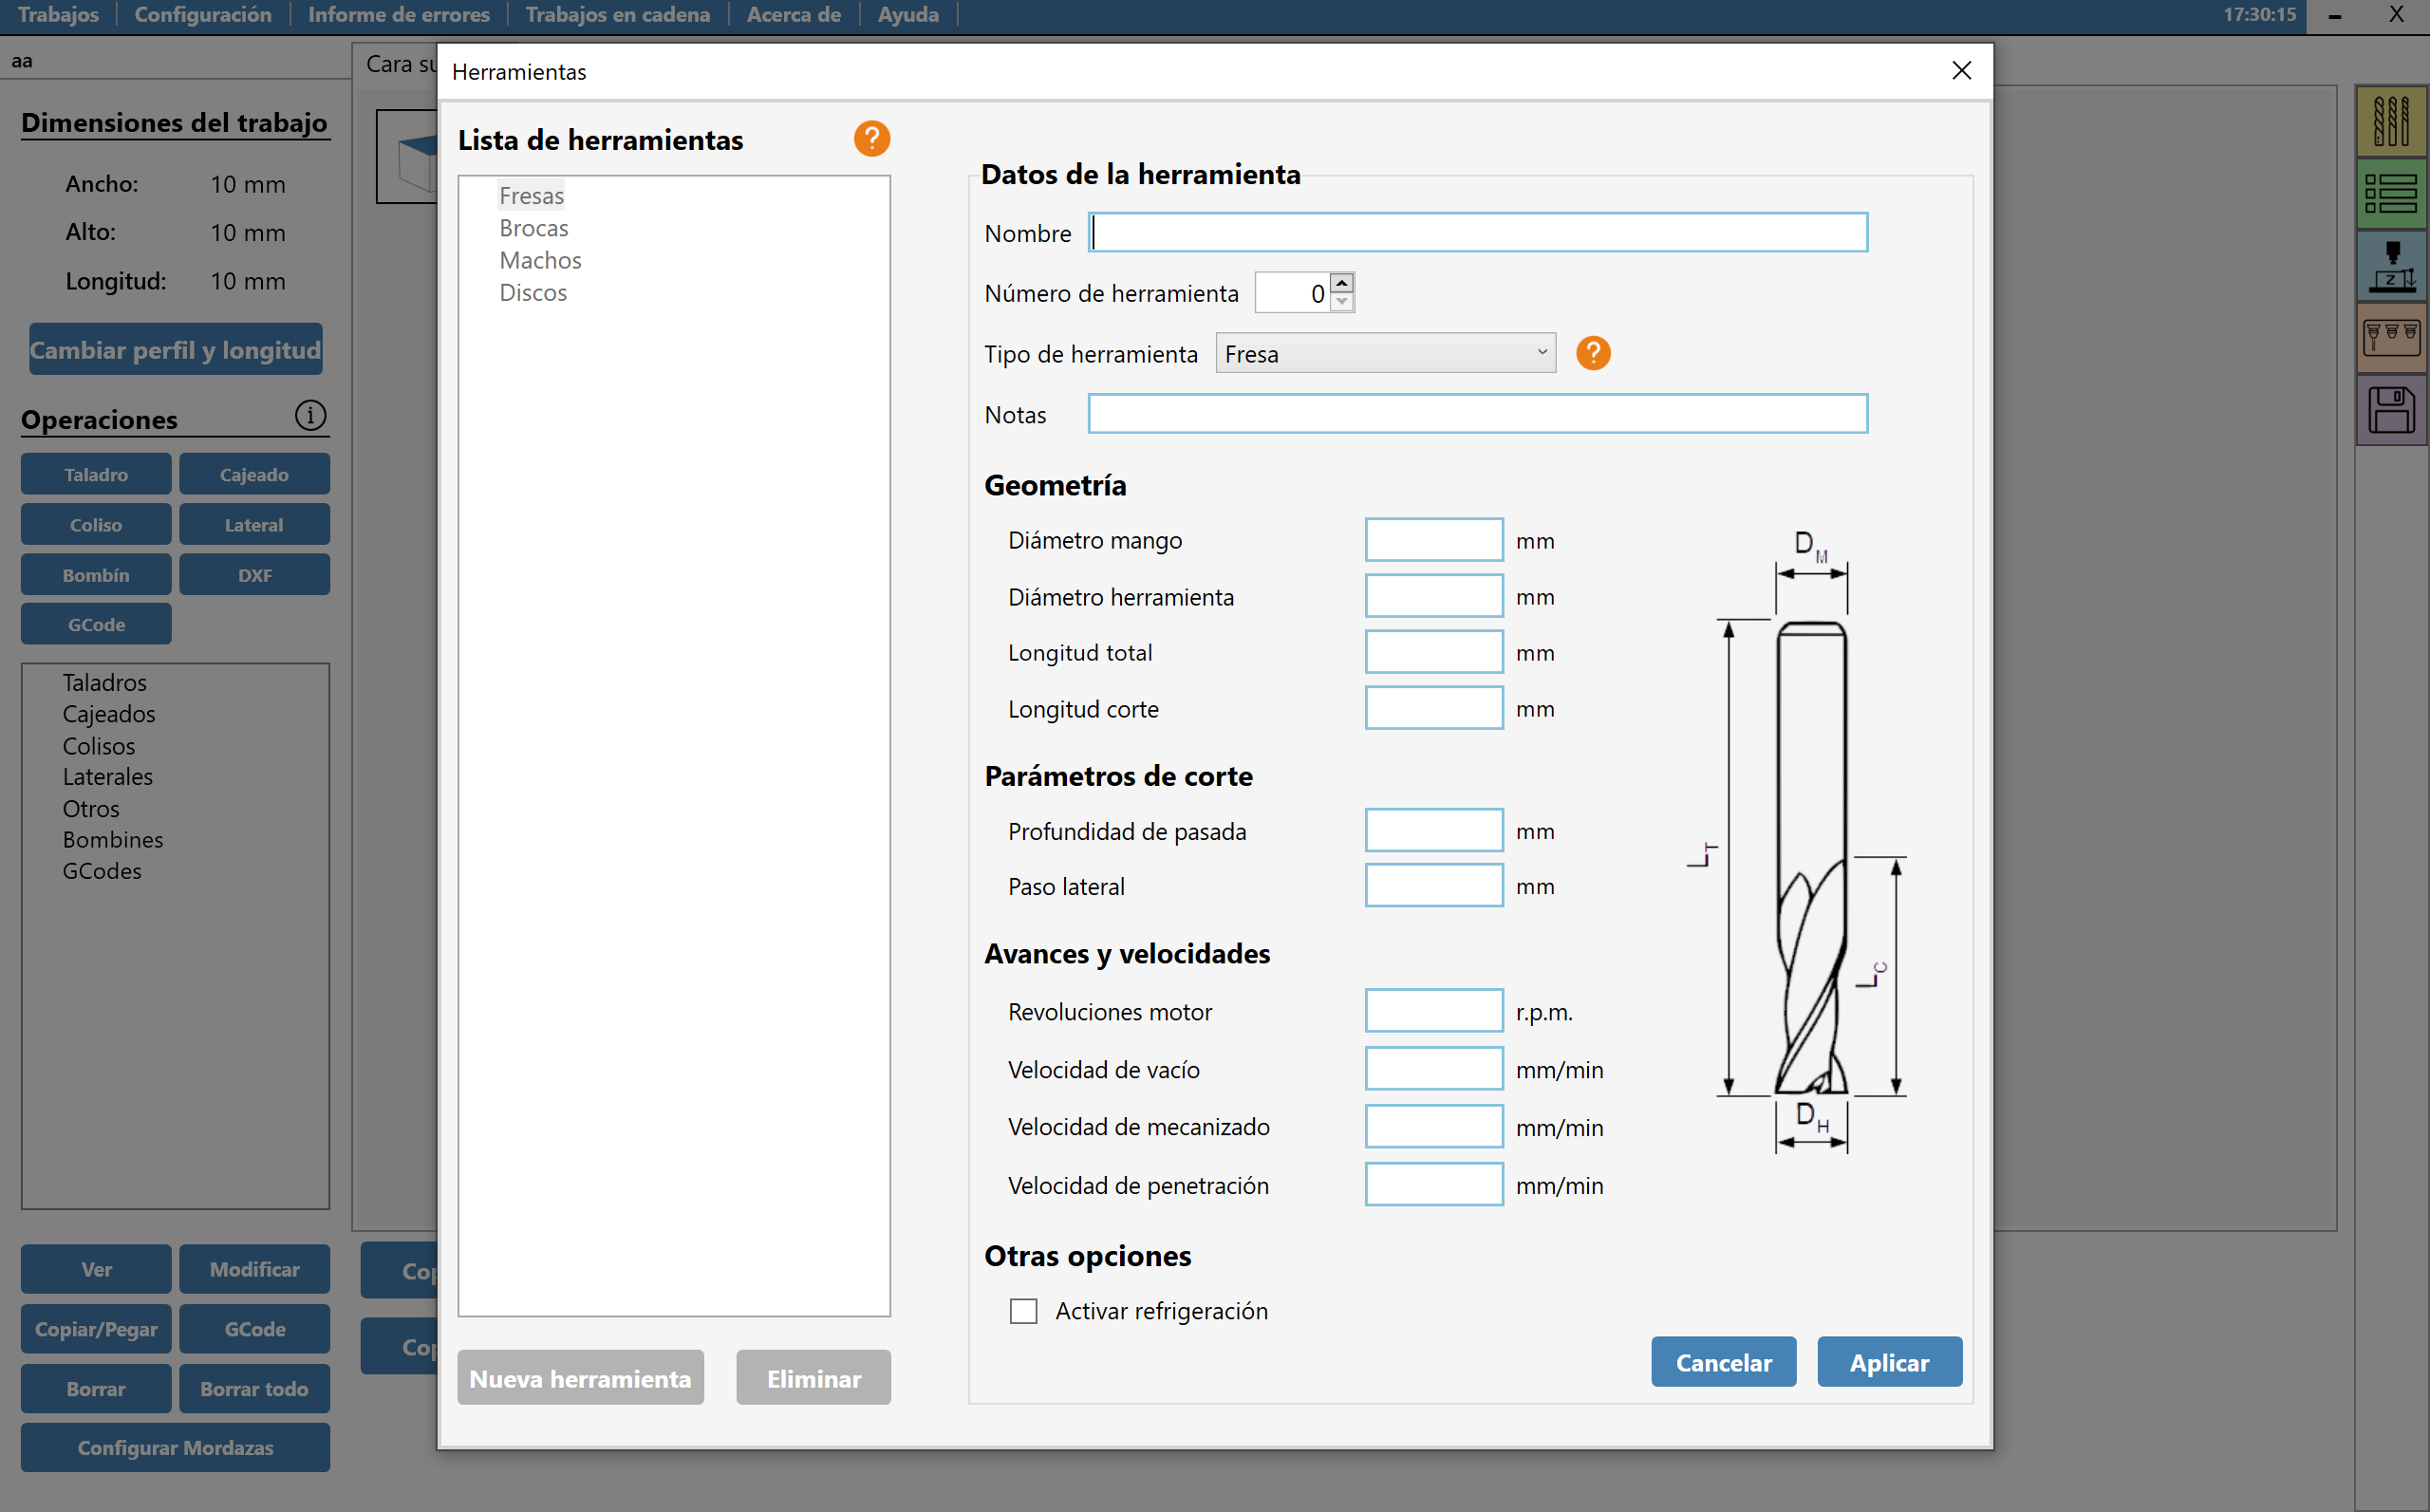 Trabajos Configuración Informe de errores Trabajos en cadena Acerca de Ayuda 17:30:15 X
aa
Dimensiones del trabajo
Ancho: 10 mm
Alto: 10 mm
Longitud: 10 mm
Cambiar perfil y longitud
Operaciones
Taladro Cajeado
Coliso Lateral
Bombín DXF
GCode
Taladros
Cajeados
Colisos
Laterales
Otros
Bombines
GCodes
Ver Modificar
Copiar/Pegar GCode
Borrar Borrar todo
Configurar Mordazas
Cara su
Cop
Cop
Herramientas
Lista de herramientas ?
Fresas
Brocas
Machos
Discos
Nueva herramienta Eliminar
Datos de la herramienta
Nombre
Número de herramienta 0
Tipo de herramienta Fresa ?
Notas
Geometría
Diámetro mango mm
Diámetro herramienta mm
Longitud total mm
Longitud corte mm
Parámetros de corte
Profundidad de pasada mm
Paso lateral mm
Avances y velocidades
Revoluciones motor r.p.m.
Velocidad de vacío mm/min
Velocidad de mecanizado mm/min
Velocidad de penetración mm/min
Otras opciones
Activar refrigeración
Cancelar Aplicar
DM
LT
LC
DH
Z